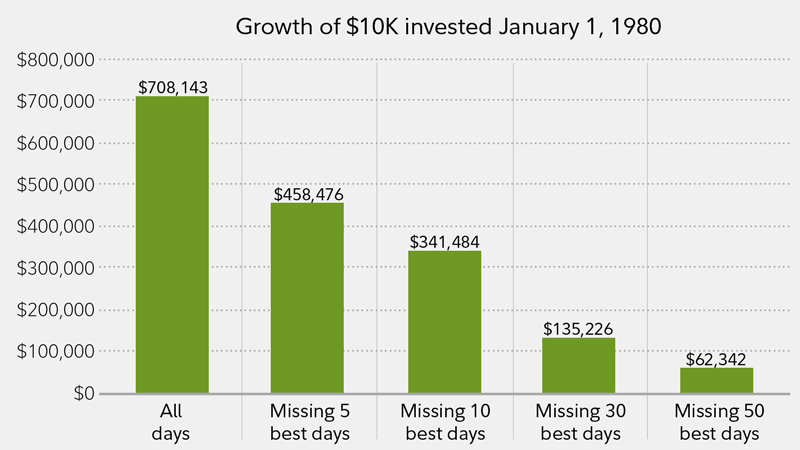 Growth of $10K invested January 1, 1980
$800,000
$700,000
$600,000
$500,000
$400,000
$300,000
$200,000
$100,000
$0
$708,143
$458,476
$341,484
$135,226
$62,342
All
days
Missing 5
best days
Missing 10
best days
Missing 30
best days
Missing 50
best days